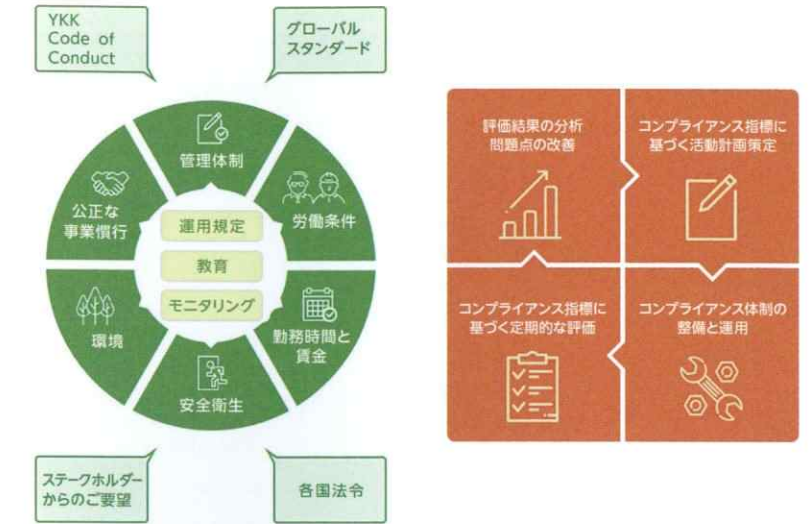 YKK
Code of
Conduct
グローバル
スタンダード
管理体制
公正な
事業慣行
労働条件
運用規定
教育
モニタリング
環境
勤務時間と
賃金
安全衛生
ステークホルダー
からのご要望
各国法令
評価結果の分析
問題点の改善
コンプライアンス指標に
基づく活動計画策定
コンプライアンス指標に
基づく定期的な評価
コンプライアンス体制の
整備と運用